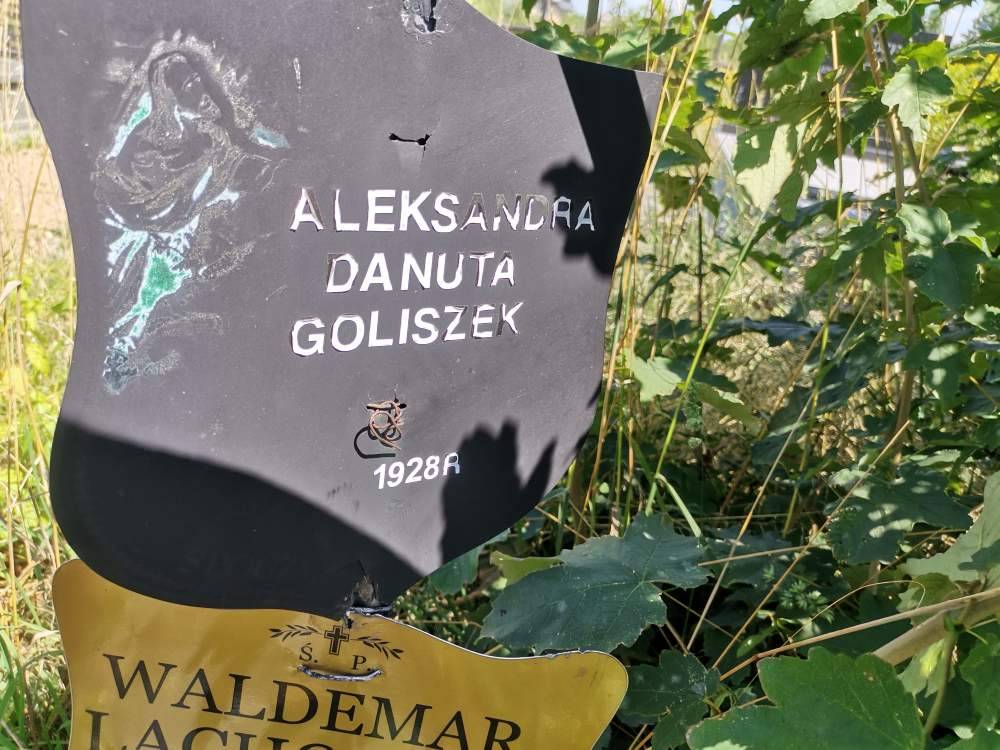 ALEKSANDRA
DANUTA
GOLISZEK
1928R
Ś. P.
WALDEMAR